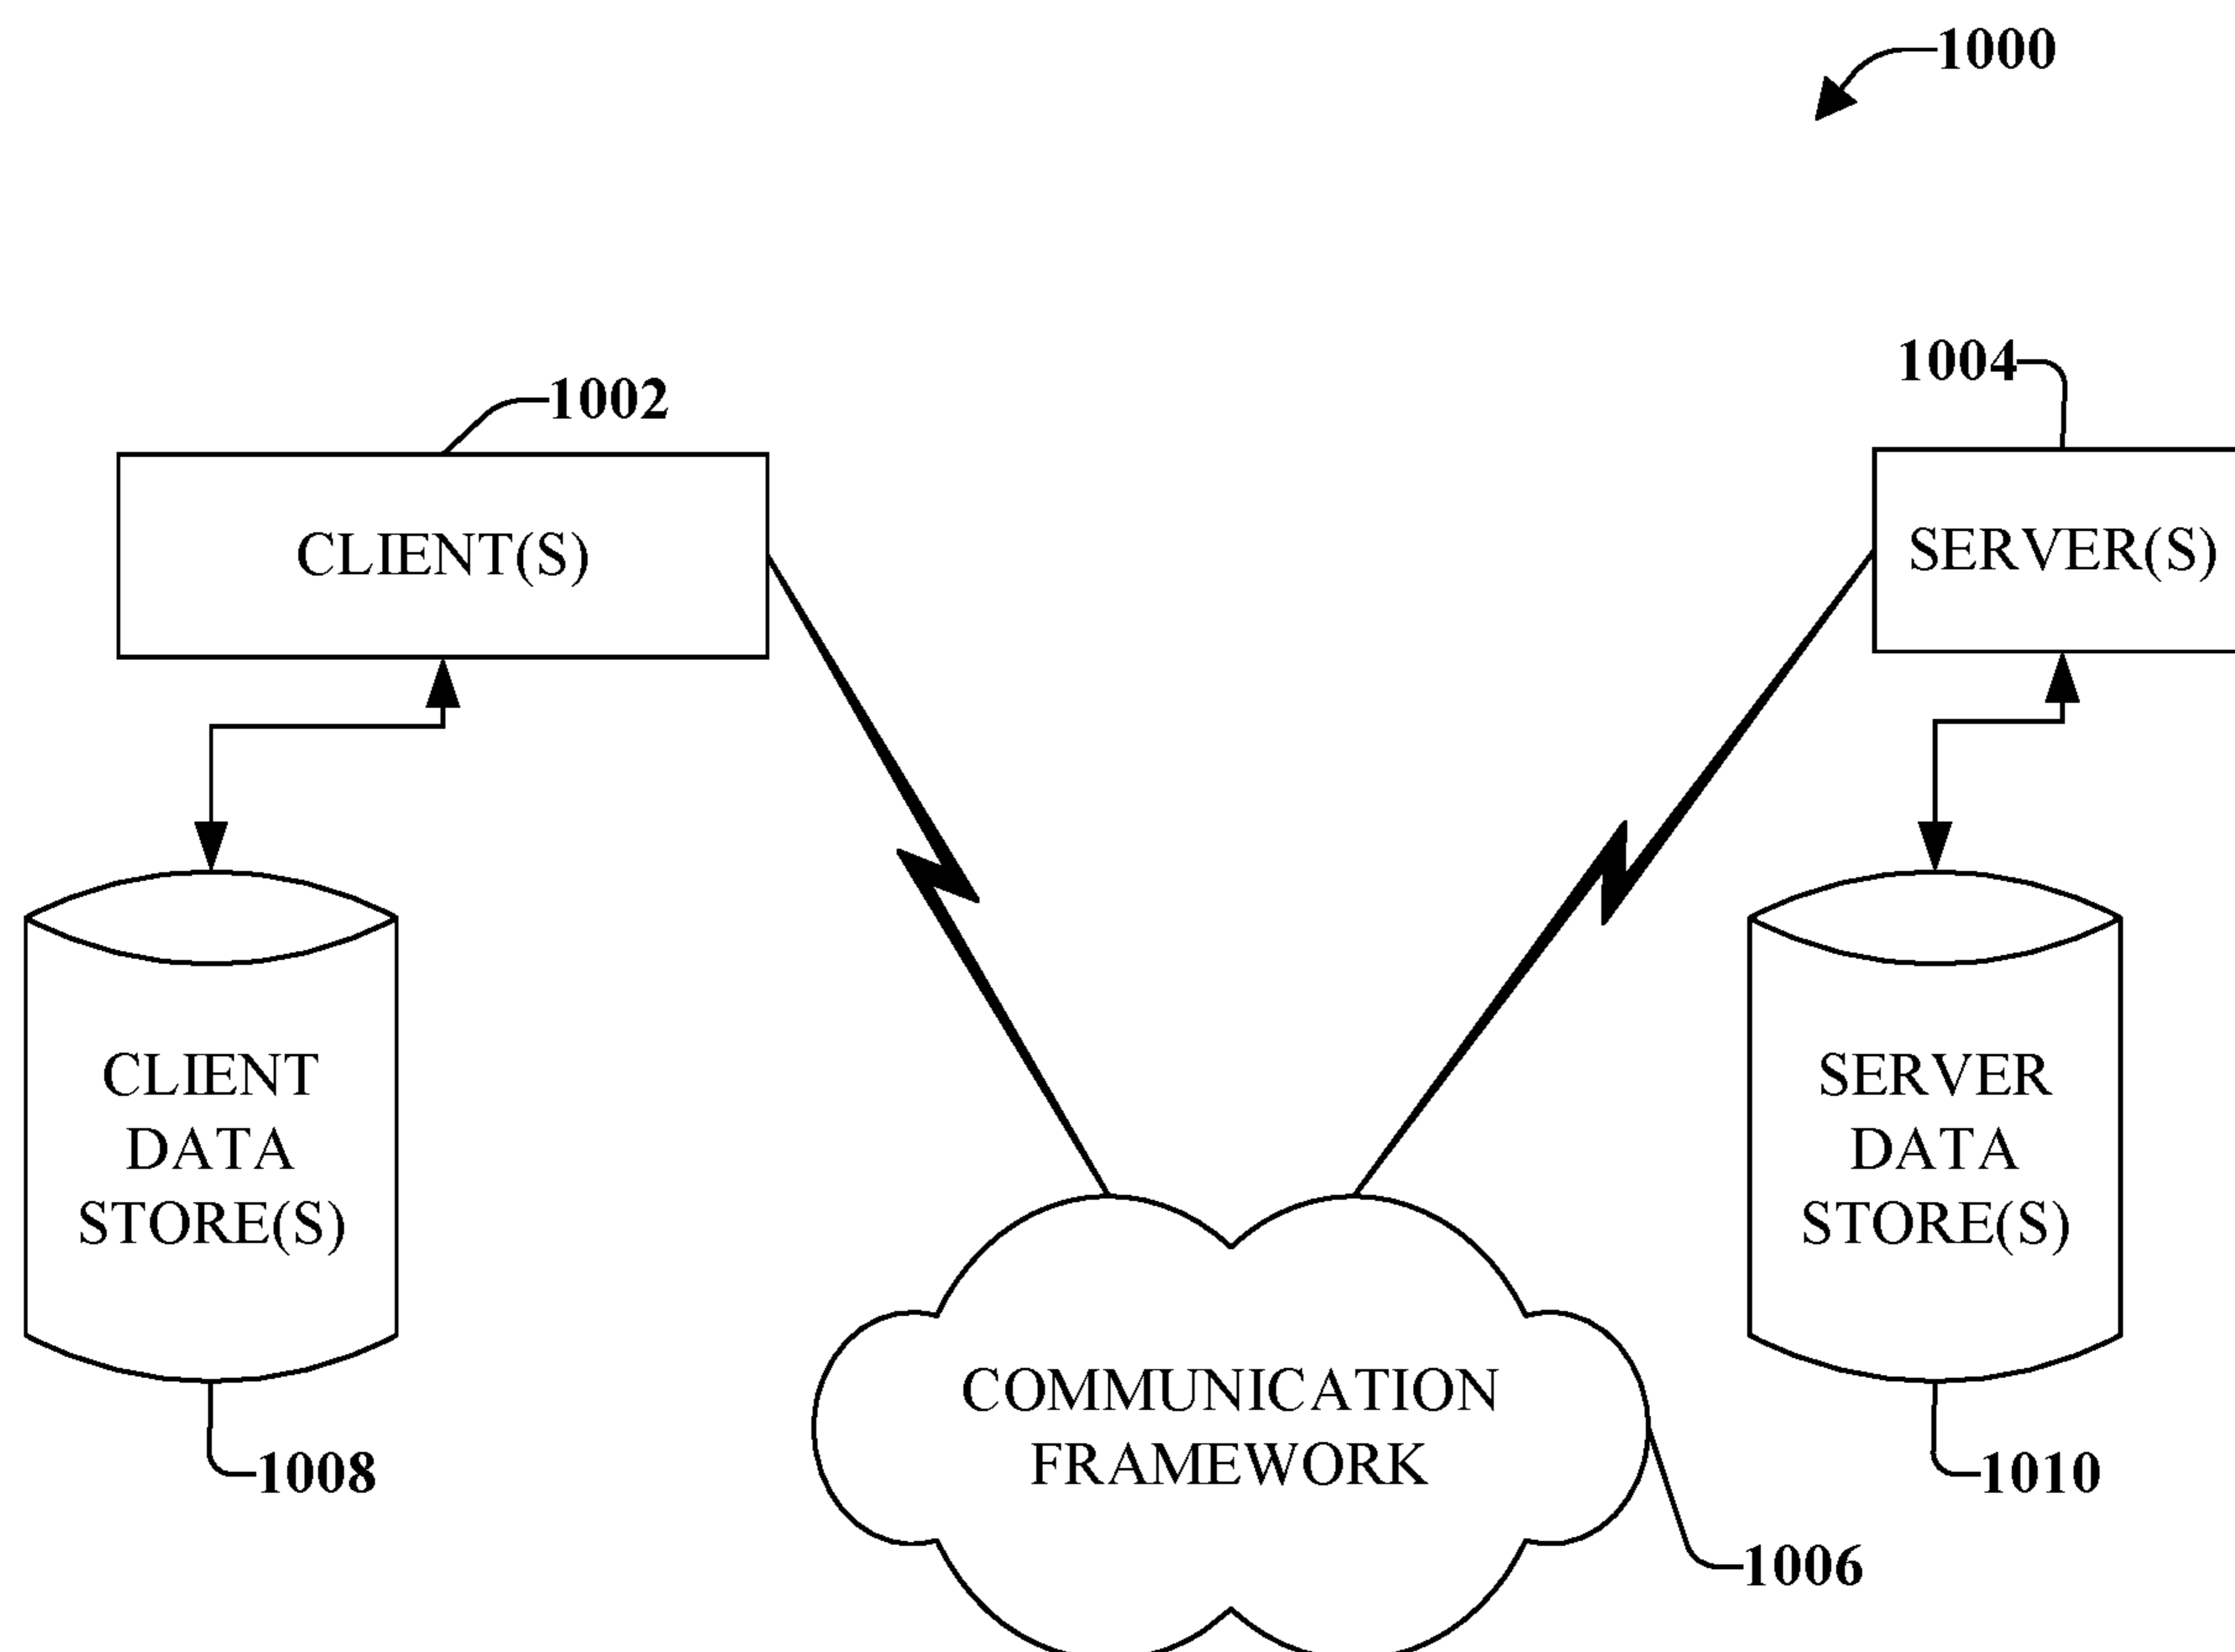 1000
1002
1004
CLIENT(S)
SERVER(S)
CLIENT
DATA
STORE(S)
SERVER
DATA
STORE(S)
COMMUNICATION
FRAMEWORK
1008
1010
1006